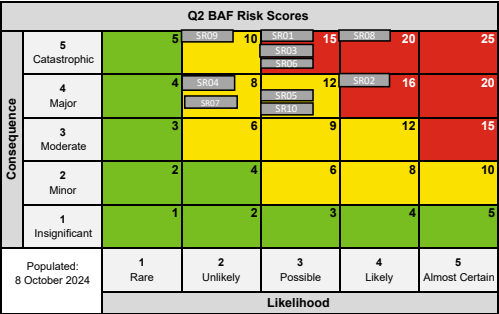 Q2 BAF Risk Scores
Consequence
5
Catastrophic
5
SR09
10
SR01
SR03
SR06
15
SR08
20
25
4
Major
4
SR04
SR07
8
SR05
SR10
12
SR02
16
20
3
Moderate
3
6
9
12
15
2
Minor
2
4
6
8
10
1
Insignificant
1
2
3
4
5
Populated:
8 October 2024
1
Rare
2
Unlikely
3
Possible
4
Likely
5
Almost Certain
Likelihood